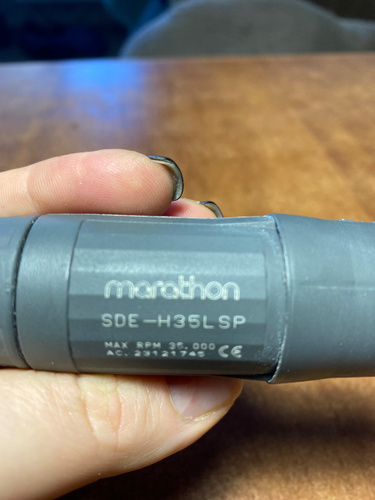 marathon
SDE-H35LSP
MAX RPM 35,000
AC. 23121745 CE